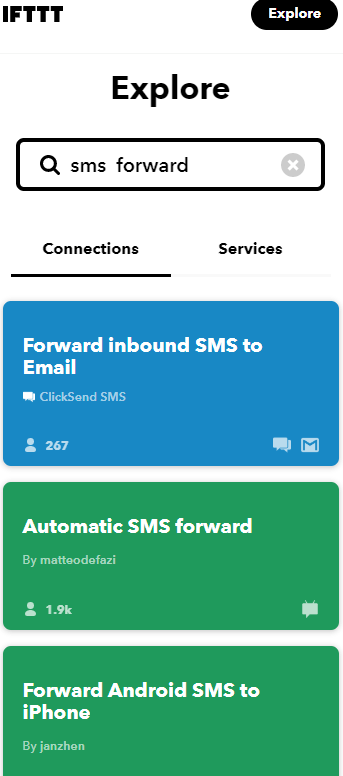 IFTTT
Explore
Explore
sms forward
Connections
Services
Forward inbound SMS to
Email
ClickSend SMS
267
Automatic SMS forward
By matteodefazi
1.9k
Forward Android SMS to
iPhone
By janzhen